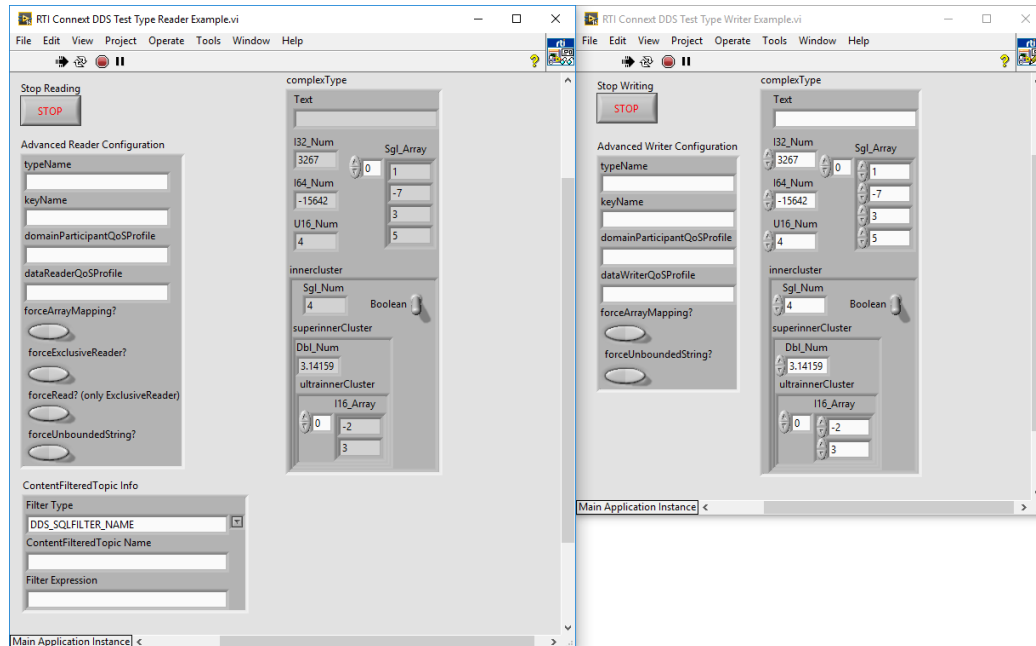 RTI Connext DDS Test Type Reader Example.vi
File Edit View Project Operate Tools Window Help
rti
Stop Reading
STOP
Advanced Reader Configuration
typeName
keyName
domainParticipantQoSProfile
dataReaderQoSProfile
forceArrayMapping?
forceExclusiveReader?
forceRead? (only ExclusiveReader)
forceUnboundedString?
ContentFilteredTopic Info
Filter Type
DDS_SQLFILTER_NAME
ContentFilteredTopic Name
Filter Expression
complexType
Text
I32_Num
3267
Sgl_Array
0
1
-7
3
5
I64_Num
-15642
U16_Num
4
innercluster
Sgl_Num
4
Boolean
superinnerCluster
Dbl_Num
3.14159
ultrainnerCluster
I16_Array
0
-2
3
Main Application Instance
RTI Connext DDS Test Type Writer Example.vi
File Edit View Project Operate Tools Window Help
rti
Stop Writing
STOP
Advanced Writer Configuration
typeName
keyName
domainParticipantQoSProfile
dataWriterQoSProfile
forceArrayMapping?
forceUnboundedString?
complexType
Text
I32_Num
3267
Sgl_Array
0
1
-7
3
5
I64_Num
-15642
U16_Num
4
innercluster
Sgl_Num
4
Boolean
superinnerCluster
Dbl_Num
3.14159
ultrainnerCluster
I16_Array
0
-2
3
Main Application Instance